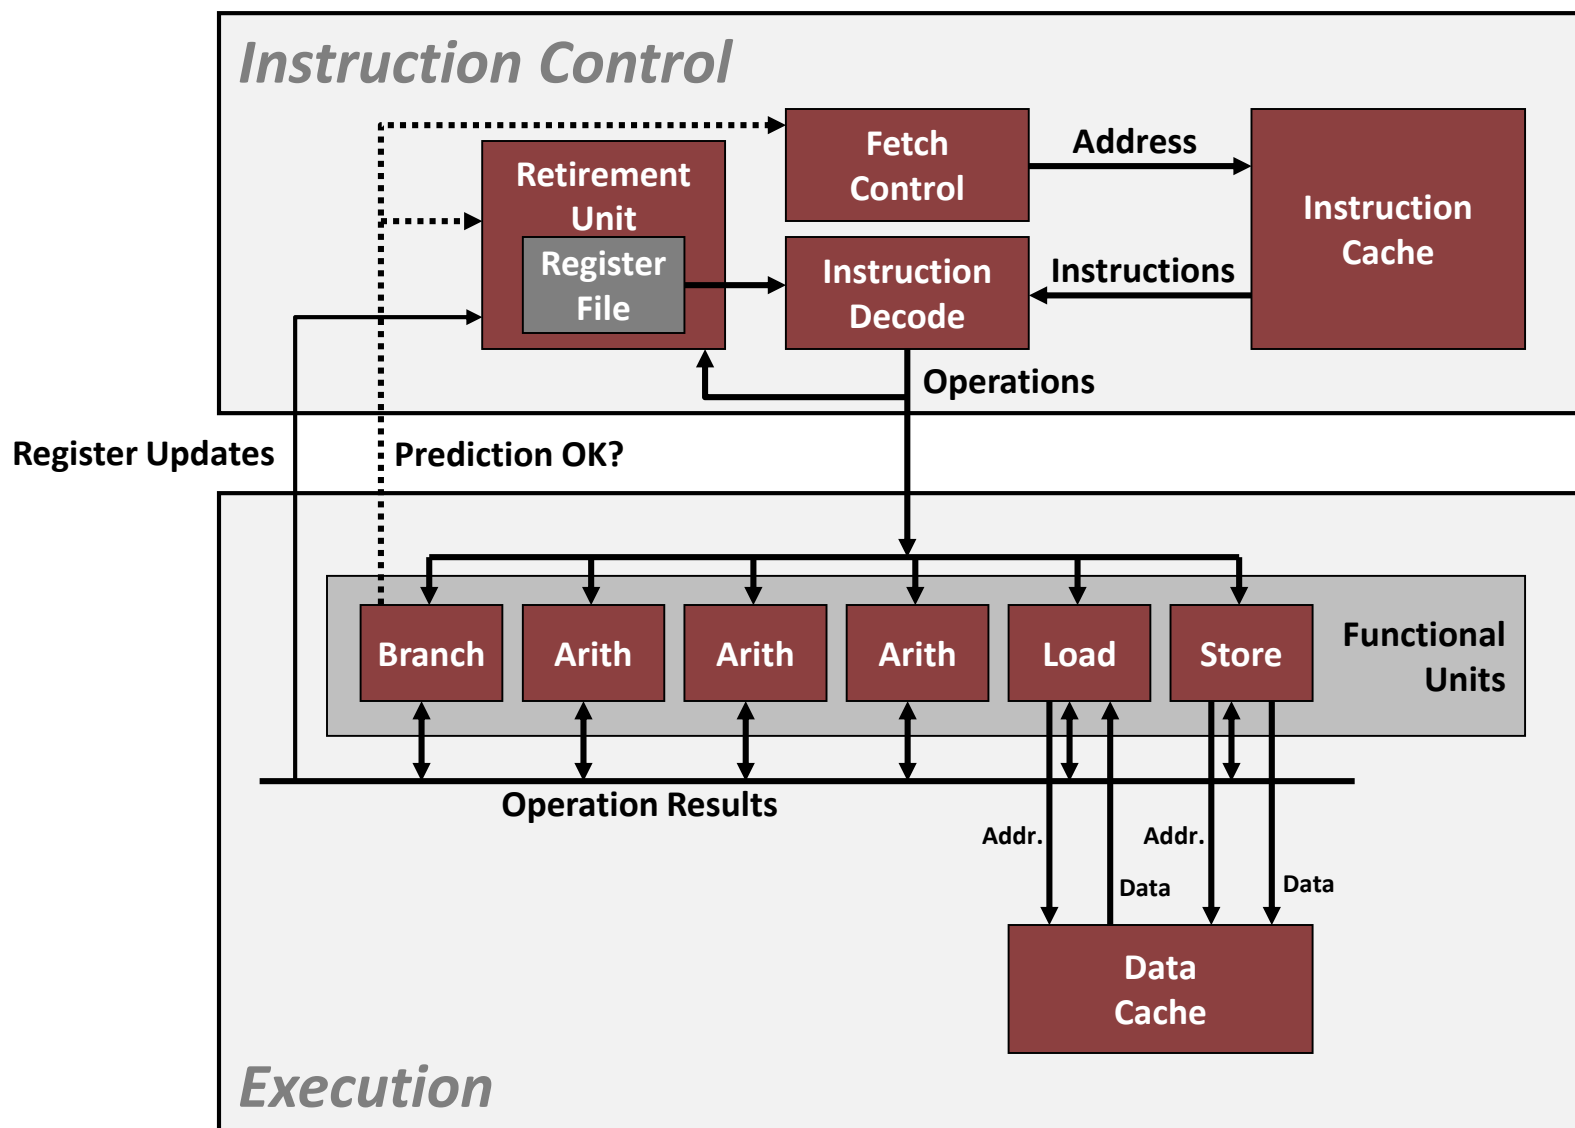 Instruction Control
Retirement
Unit
Register
File
Fetch
Control
Address
Instruction
Cache
Instruction
Decode
Instructions
Operations
Register Updates
Prediction OK?
Branch
Arith
Arith
Arith
Load
Store
Functional
Units
Operation Results
Addr.
Data
Addr.
Data
Data
Cache
Execution